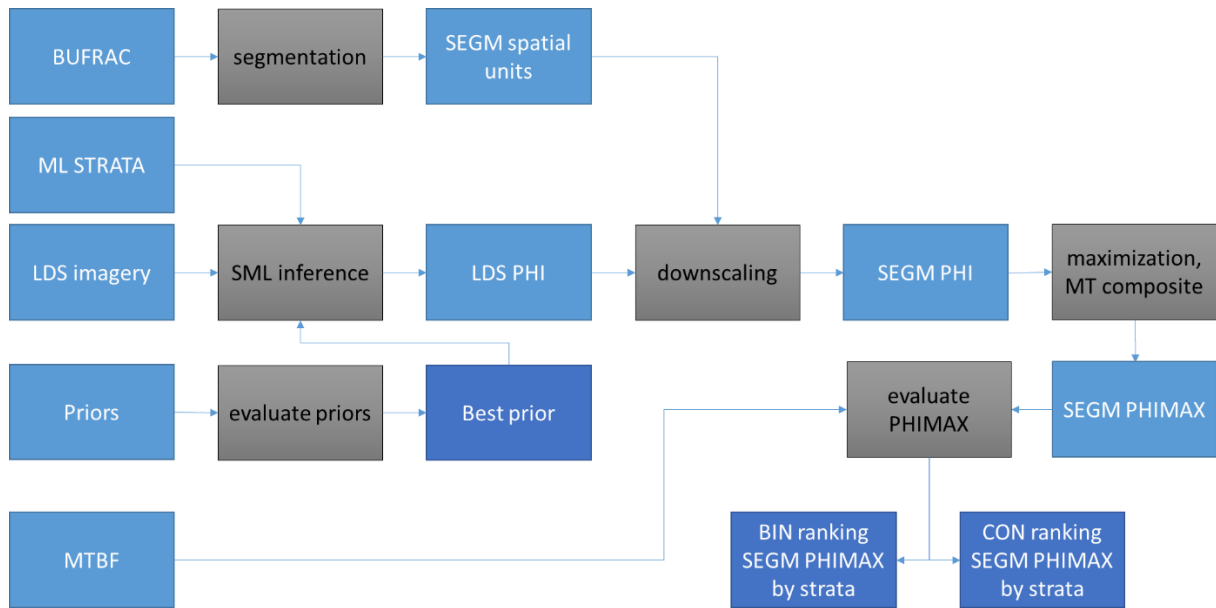 BUFRAC
segmentation
SEGM spatial
units
ML STRATA
LDS imagery
SML inference
LDS PHI
downscaling
SEGM PHI
maximization,
MT composite
Priors
evaluate priors
Best prior
evaluate
PHIMAX
SEGM PHIMAX
MTBF
BIN ranking
SEGM PHIMAX
by strata
CON ranking
SEGM PHIMAX
by strata